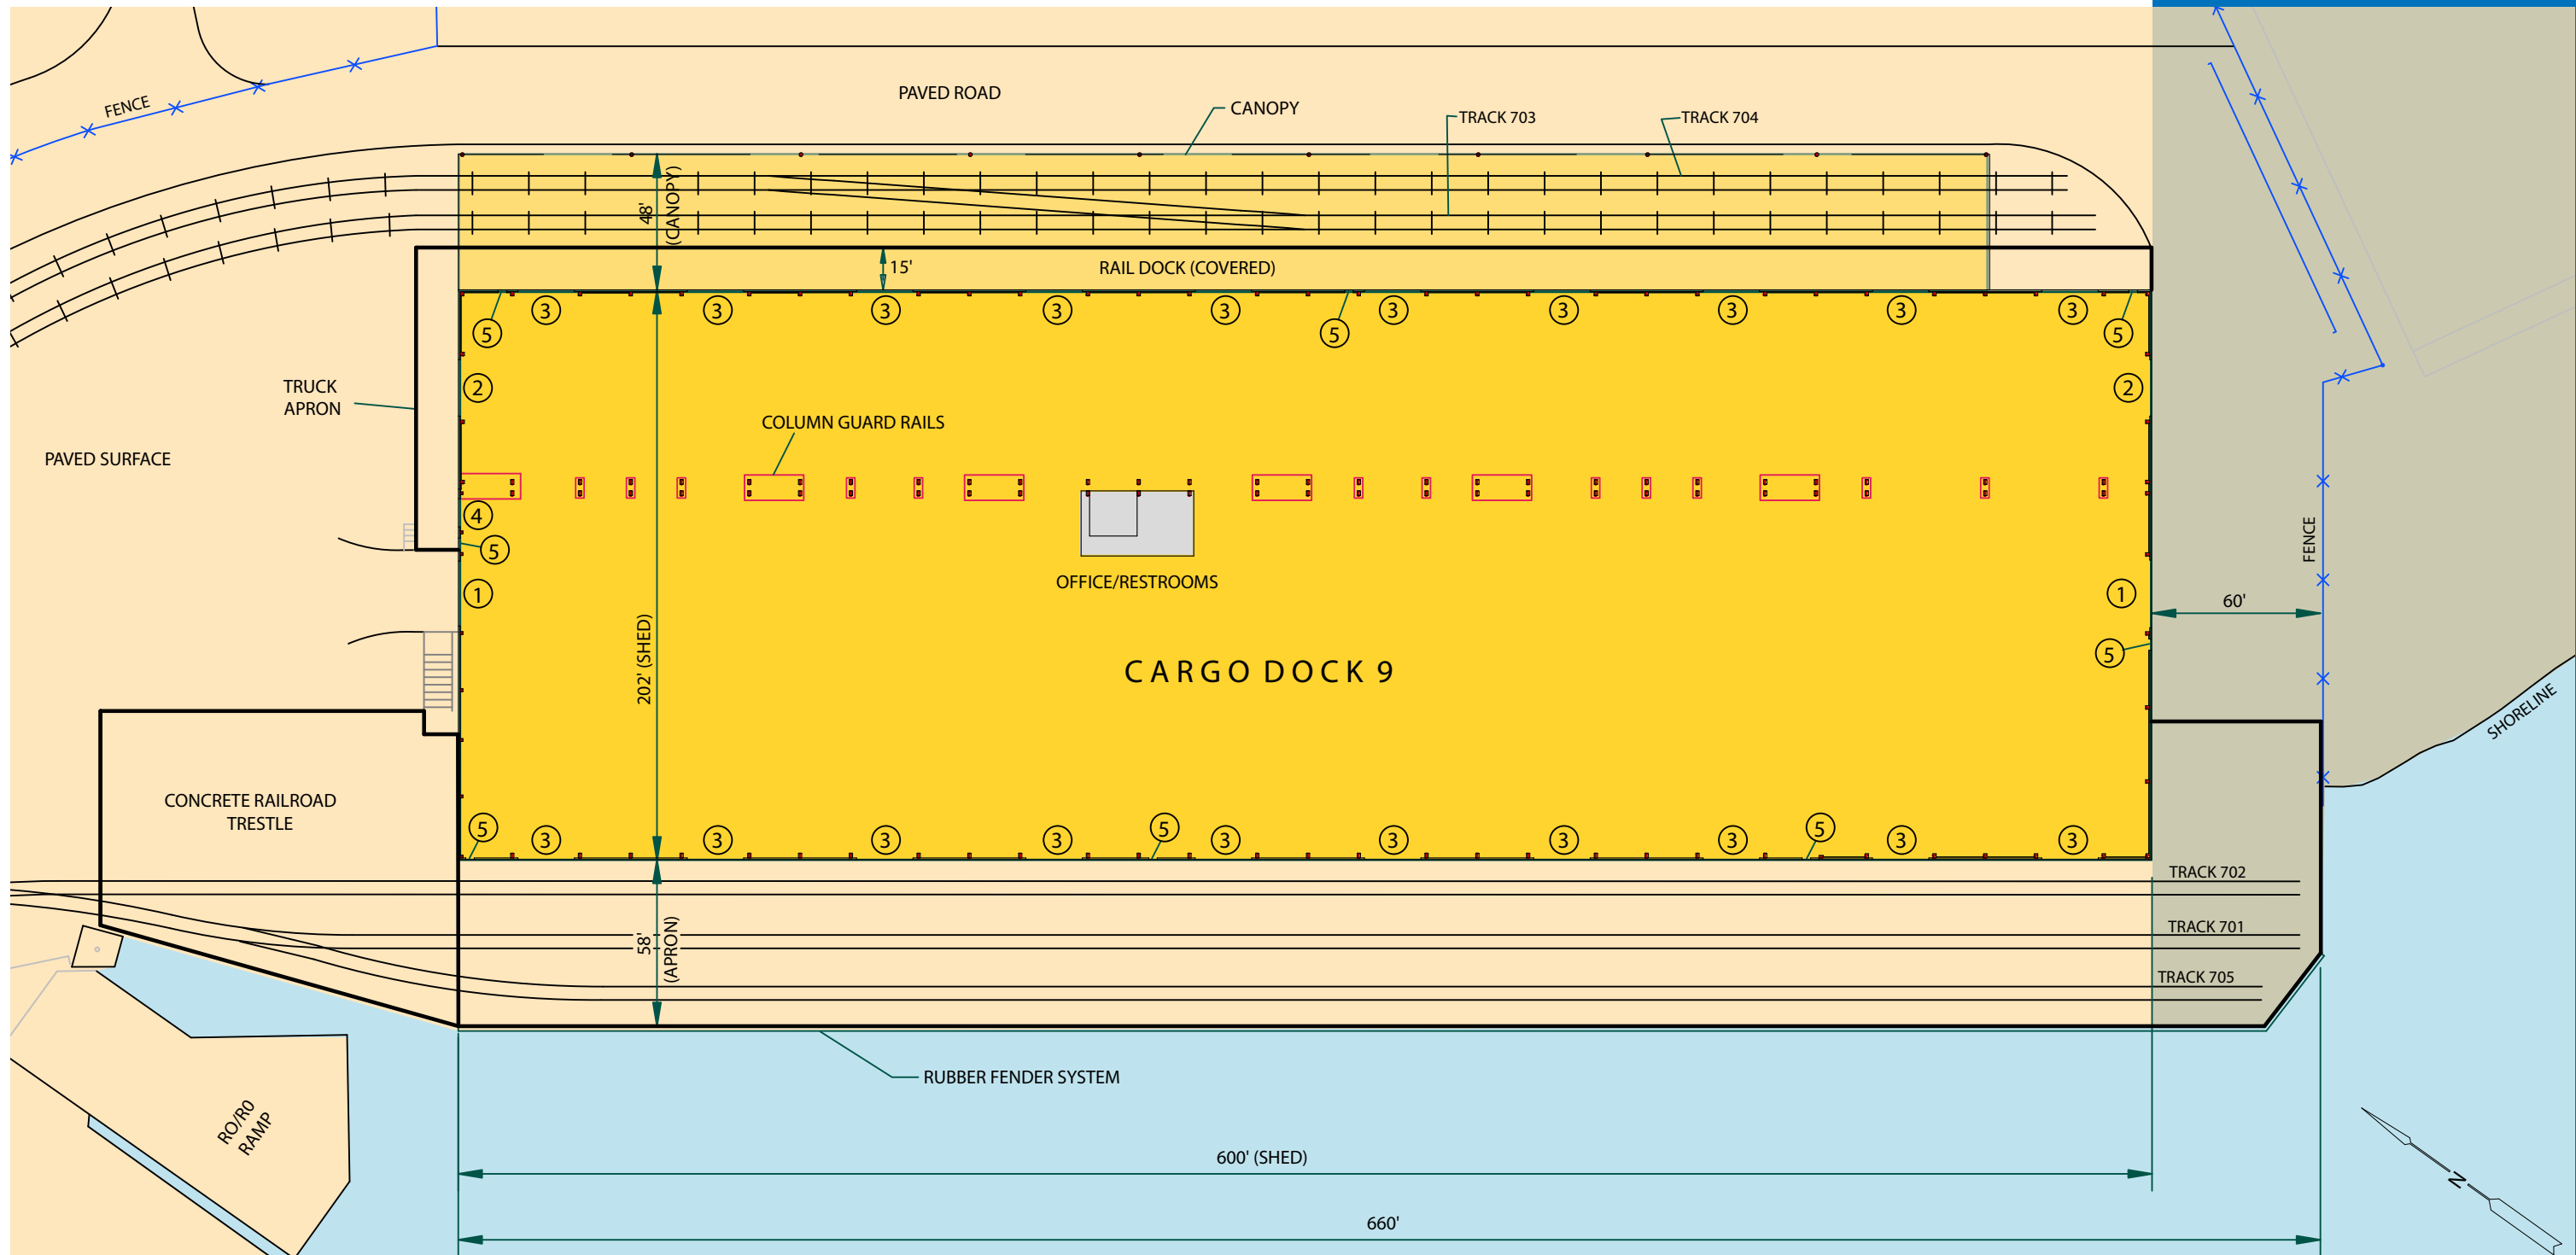 FENCE
PAVED ROAD
CANOPY
TRACK 703
TRACK 704
48'
(CANOPY)
15'
RAIL DOCK (COVERED)
3 3 3 3 3 3 3 3 3 3
5 5 5
TRUCK
APRON
2 2
COLUMN GUARD RAILS
PAVED SURFACE
4
5
FENCE
OFFICE/RESTROOMS
1 1
60'
202' (SHED)
CARGO DOCK 9
5
SHORELINE
CONCRETE RAILROAD
TRESTLE
5 5 5
3 3 3 3 3 3 3 3 3 3
TRACK 702
TRACK 701
58'
(APRON)
TRACK 705
RUBBER FENDER SYSTEM
RO/R0
RAMP
600' (SHED)
N
660'